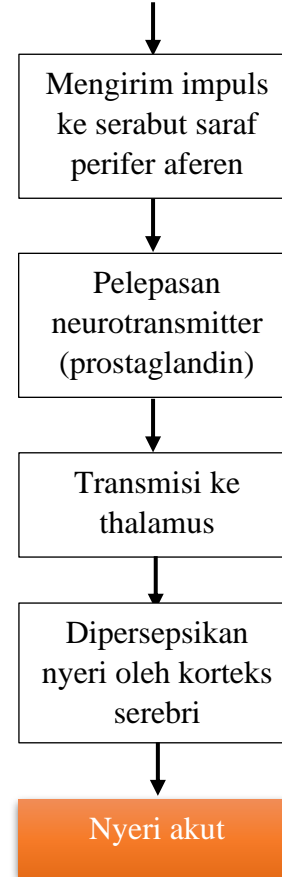 Mengirim impuls
ke serabut saraf
perifer aferen
Pelepasan
neurotransmitter
(prostaglandin)
Transmisi ke
thalamus
Dipersepsikan
nyeri oleh korteks
serebri
Nyeri akut